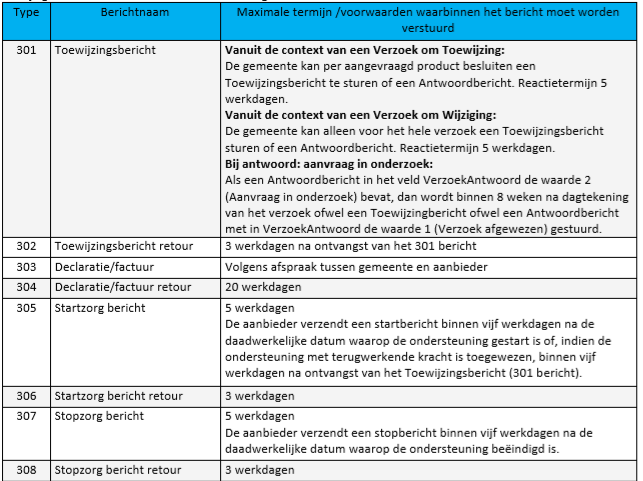 Type Berichtnaam Maximale termijn /voorwaarden waarbinnen het bericht moet worden
verstuurd
301 Toewijzingsbericht Vanuit de context van een Verzoek om Toewijzing:
De gemeente kan per aangevraagd product besluiten een
Toewijzingsbericht te sturen of een Antwoordbericht. Reactietermijn 5
werkdagen.
Vanuit de context van een Verzoek om Wijziging:
De gemeente kan alleen voor het hele verzoek een Toewijzingsbericht
sturen of een Antwoordbericht. Reactietermijn 5 werkdagen.
Bij antwoord: aanvraag in onderzoek:
Als een Antwoordbericht in het veld VerzoekAntwoord de waarde 2
(Aanvraag in onderzoek) bevat, dan wordt binnen 8 weken na dagtekening
van het verzoek ofwel een Toewijzingbericht ofwel een Antwoordbericht
met in VerzoekAntwoord de waarde 1 (Verzoek afgewezen) gestuurd.
302 Toewijzingsbericht retour 3 werkdagen na ontvangst van het 301 bericht
303 Declaratie/factuur Volgens afspraak tussen gemeente en aanbieder
304 Declaratie/factuur retour 20 werkdagen
305 Startzorg bericht 5 werkdagen
De aanbieder verzendt een startbericht binnen vijf werkdagen na de
daadwerkelijke datum waarop de ondersteuning gestart is of, indien de
ondersteuning met terugwerkende kracht is toegewezen, binnen vijf
werkdagen na ontvangst van het Toewijzingsbericht (301 bericht).
306 Startzorg bericht retour 3 werkdagen
307 Stopzorg bericht 5 werkdagen
De aanbieder verzendt een stopbericht binnen vijf werkdagen na de
daadwerkelijke datum waarop de ondersteuning beëindigd is.
308 Stopzorg bericht retour 3 werkdagen